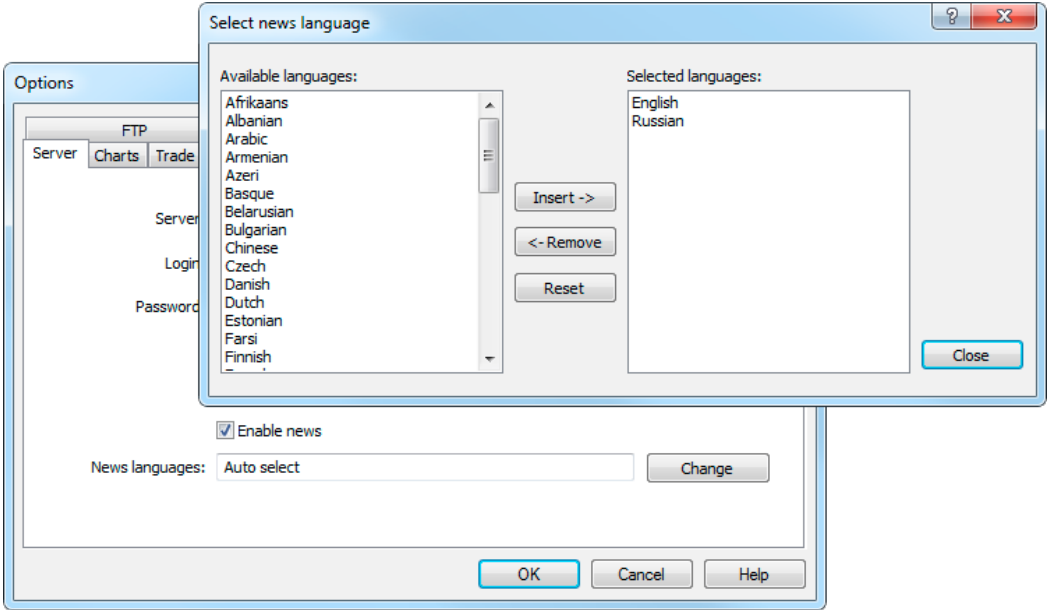 Select news language
Available languages:
Afrikaans
Albanian
Arabic
Armenian
Azeri
Basque
Belarusian
Bulgarian
Chinese
Czech
Danish
Dutch
Estonian
Farsi
Finnish
Insert ->
<- Remove
Reset
Selected languages:
English
Russian
Close
Options
FTP
Server Charts Trade
Server
Login
Password
Enable news
News languages: Auto select Change
OK Cancel Help